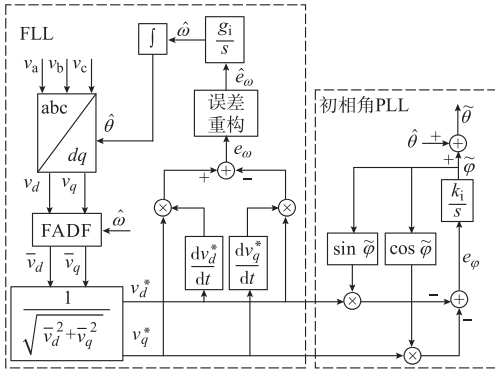 FLL
v_a v_b v_c
∫
ω̂
g_i/s
ê_ω
abc
dq
θ̂
误差
重构
e_ω
初相角PLL
θ̃
θ̂
+
+
φ̃
+
−
v_d v_q
×
×
k_i/s
FADF
ω̂
dv_d*/dt
dv_q*/dt
sin φ̃
cos φ̃
e_φ
v̄_d v̄_q
1/√(v̄_d²+v̄_q²)
v_d*
×
−
+
v_q*
×
−